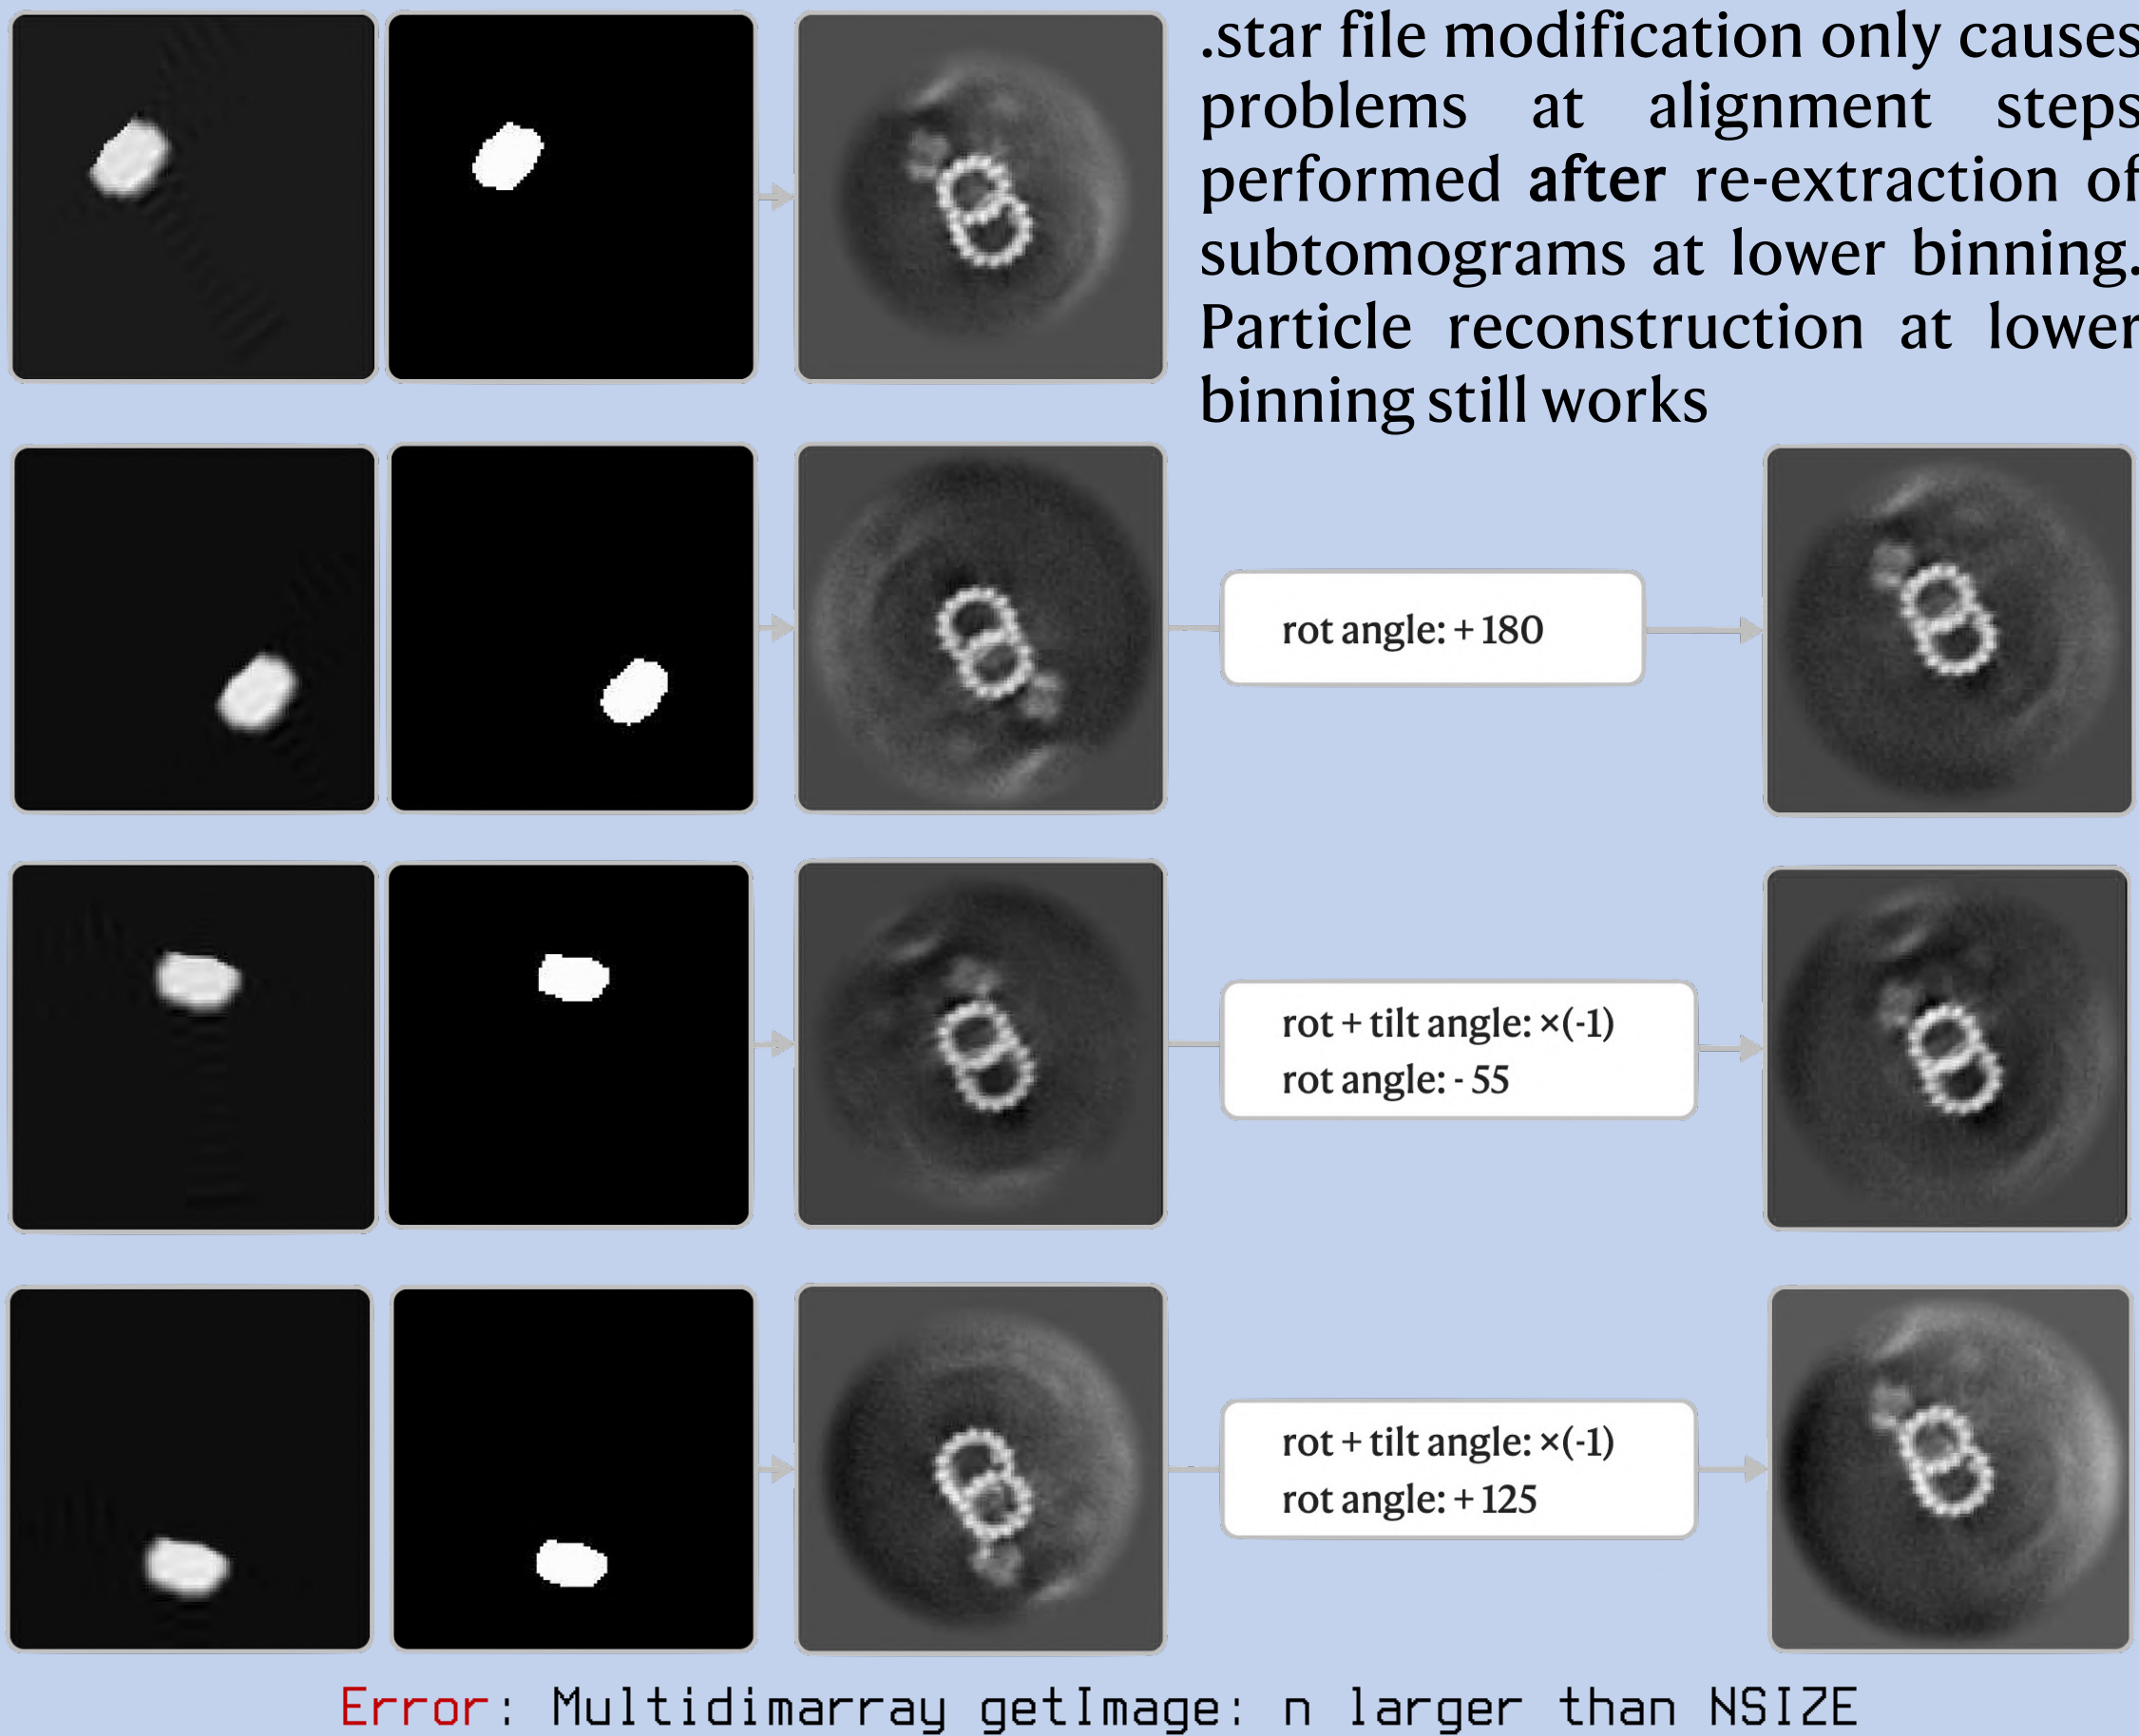 .star file modification only causes
problems at alignment steps
performed after re-extraction of
subtomograms at lower binning.
Particle reconstruction at lower
binning still works
rot angle: + 180
rot + tilt angle: ×(-1)
rot angle: - 55
rot + tilt angle: ×(-1)
rot angle: + 125
Error: Multidimarray getImage: n larger than NSIZE